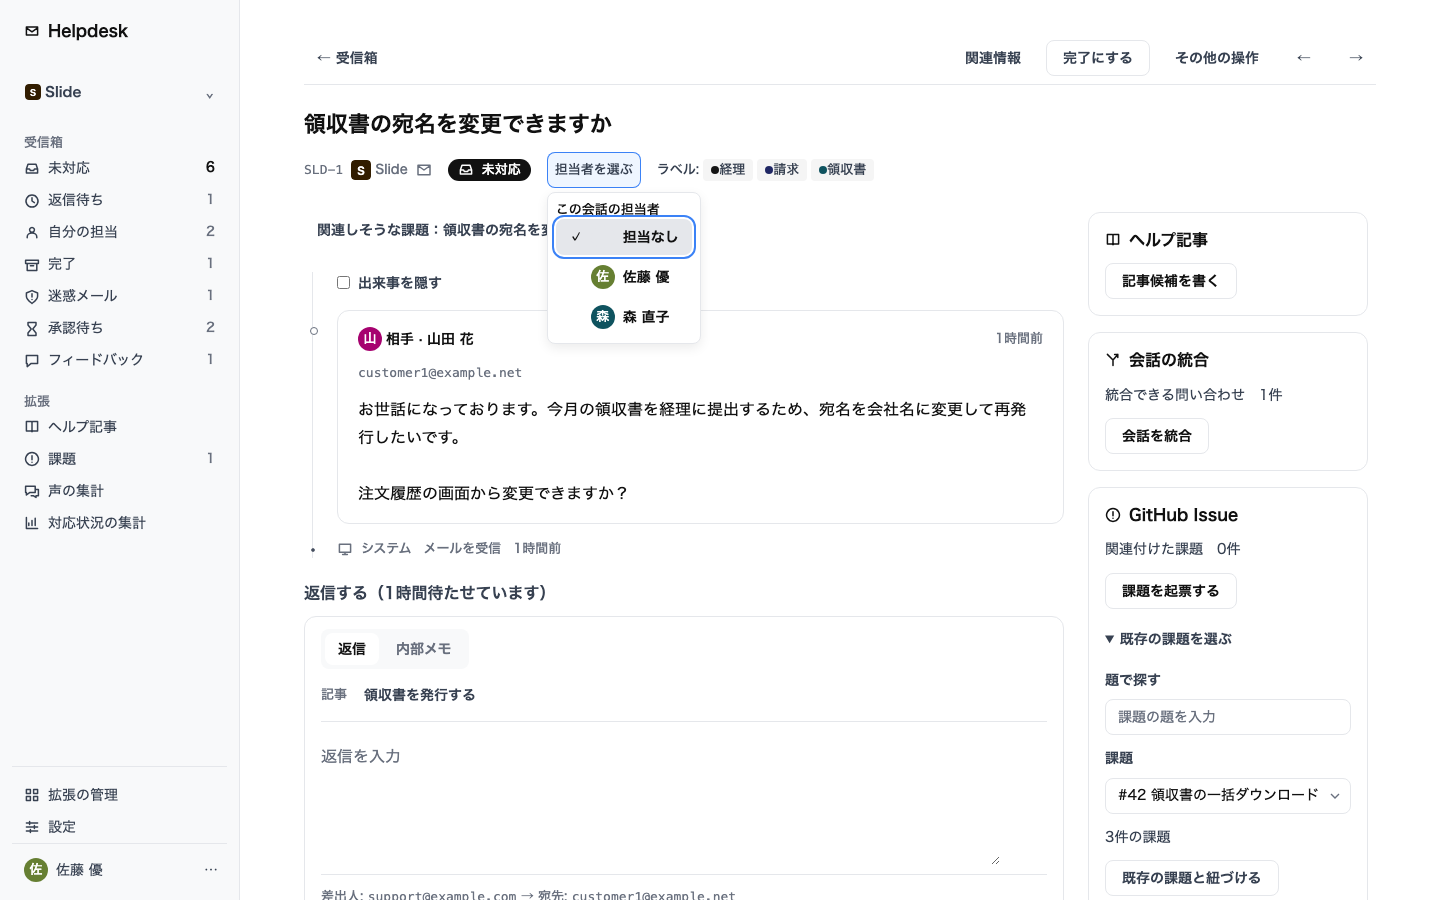 Helpdesk
S Slide
受信箱
未対応 6
返信待ち 1
自分の担当 2
完了 1
迷惑メール 1
承認待ち 2
フィードバック 1
拡張
ヘルプ記事
課題 1
声の集計
対応状況の集計
拡張の管理
設定
佐 佐藤 優 …
← 受信箱 関連情報 完了にする その他の操作 ← →
領収書の宛名を変更できますか
SLD-1 S Slide 未対応 担当者を選ぶ ラベル: 経理 請求 領収書
この会話の担当者
✓ 担当なし
佐 佐藤 優
森 森 直子
関連しそうな課題：領収書の宛名を
出来事を隠す
山 相手 · 山田 花 1時間前
customer1@example.net
お世話になっております。今月の領収書を経理に提出するため、宛名を会社名に変更して再発
行したいです。
注文履歴の画面から変更できますか？
システム メールを受信 1時間前
返信する（1時間待たせています）
返信 内部メモ
記事 領収書を発行する
返信を入力
差出人: support@example.com → 宛先: customer1@example.net
ヘルプ記事
記事候補を書く
会話の統合
統合できる問い合わせ 1件
会話を統合
GitHub Issue
関連付けた課題 0件
課題を起票する
▼ 既存の課題を選ぶ
題で探す
課題の題を入力
課題
#42 領収書の一括ダウンロード
3件の課題
既存の課題と紐づける